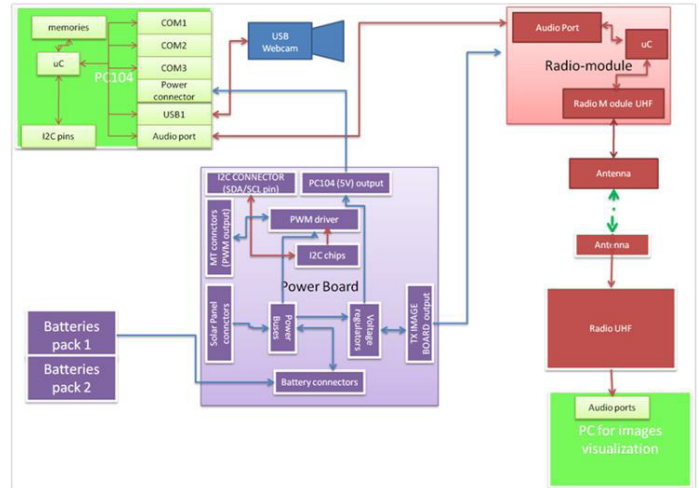 memories
uC
PC104
I2C pins
COM1
COM2
COM3
Power
connector
USB1
Audio port
USB
Webcam
Audio Port
uC
Radio-module
Radio M odule UHF
Antenna
Antenna
Radio UHF
Audio ports
PC for images
visualization
I2C CONNECTOR
(SDA/SCL pin)
PC104 (5V) output
MT connctors
(PWM output)
PWM driver
I2C chips
Power Board
Solar Panel
connctors
Power
Buses
Voltage
regulators
TX IMAGE
BOARD output
Battery connectors
Batteries
pack 1
Batteries
pack 2